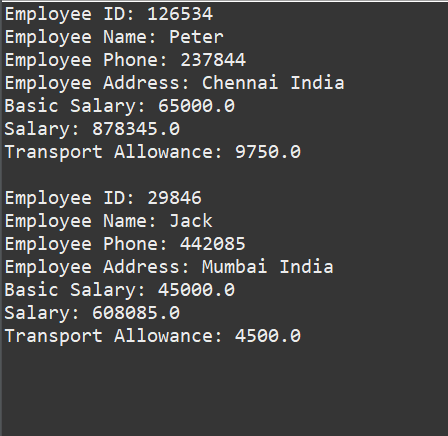 Employee ID: 126534
Employee Name: Peter
Employee Phone: 237844
Employee Address: Chennai India
Basic Salary: 65000.0
Salary: 878345.0
Transport Allowance: 9750.0
Employee ID: 29846
Employee Name: Jack
Employee Phone: 442085
Employee Address: Mumbai India
Basic Salary: 45000.0
Salary: 608085.0
Transport Allowance: 4500.0